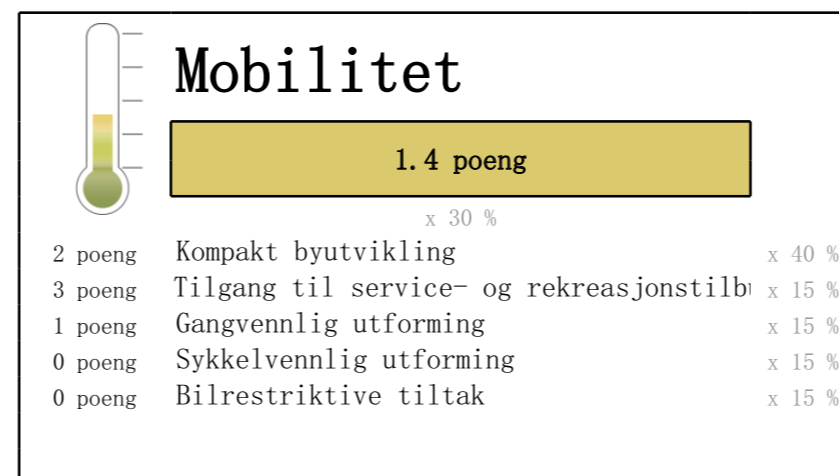 Mobilitet
1.4 poeng
x 30 %
2 poeng Kompakt byutvikling x 40 %
3 poeng Tilgang til service- og rekreasjonstilbu x 15 %
1 poeng Gangvennlig utforming x 15 %
0 poeng Sykkelvennlig utforming x 15 %
0 poeng Bilrestriktive tiltak x 15 %